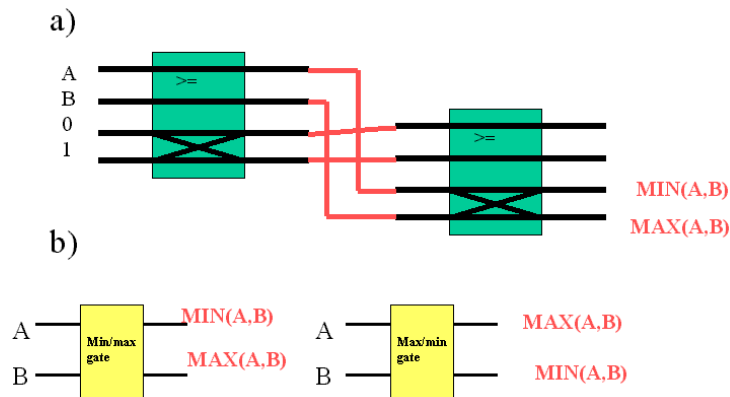 a)
A
>=
B
0
1
>=
MIN(A,B)
MAX(A,B)
b)
A
Min/max
gate
MIN(A,B)
B
MAX(A,B)
A
Max/min
gate
MAX(A,B)
B
MIN(A,B)